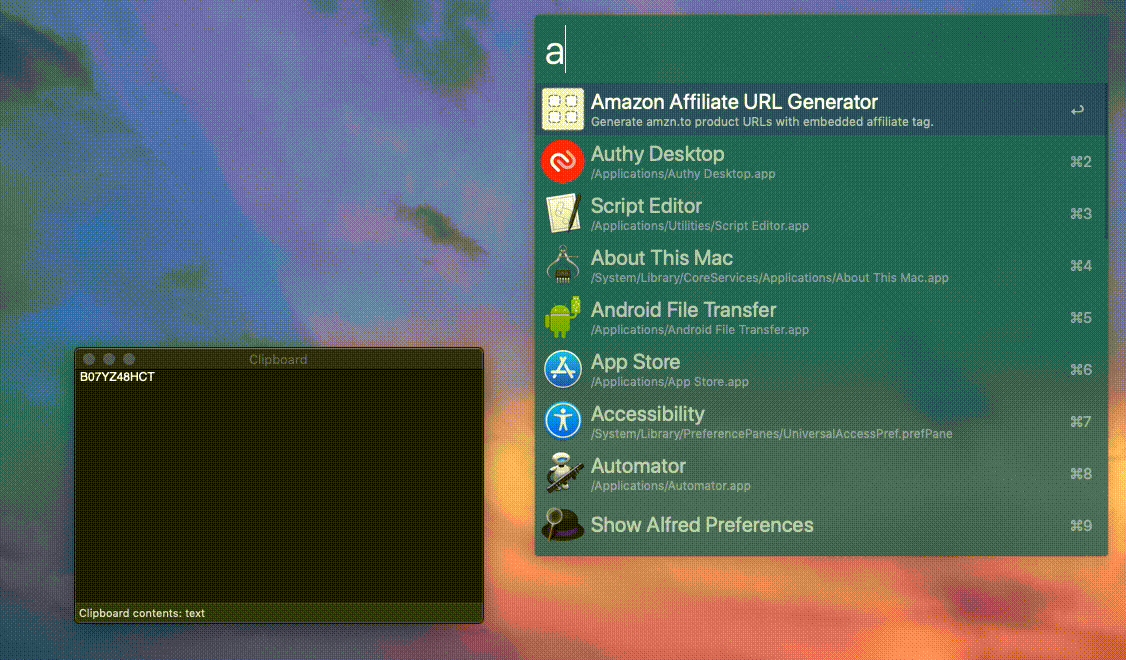 a
Amazon Affiliate URL Generator
Generate amzn.to product URLs with embedded affiliate tag.
↩
Authy Desktop
/Applications/Authy Desktop.app
⌘2
Script Editor
/Applications/Utilities/Script Editor.app
⌘3
About This Mac
/System/Library/CoreServices/Applications/About This Mac.app
⌘4
Android File Transfer
/Applications/Android File Transfer.app
⌘5
App Store
/Applications/App Store.app
⌘6
Accessibility
/System/Library/PreferencePanes/UniversalAccessPref.prefPane
⌘7
Automator
/Applications/Automator.app
⌘8
Show Alfred Preferences
⌘9
Clipboard
B07YZ48HCT
Clipboard contents: text